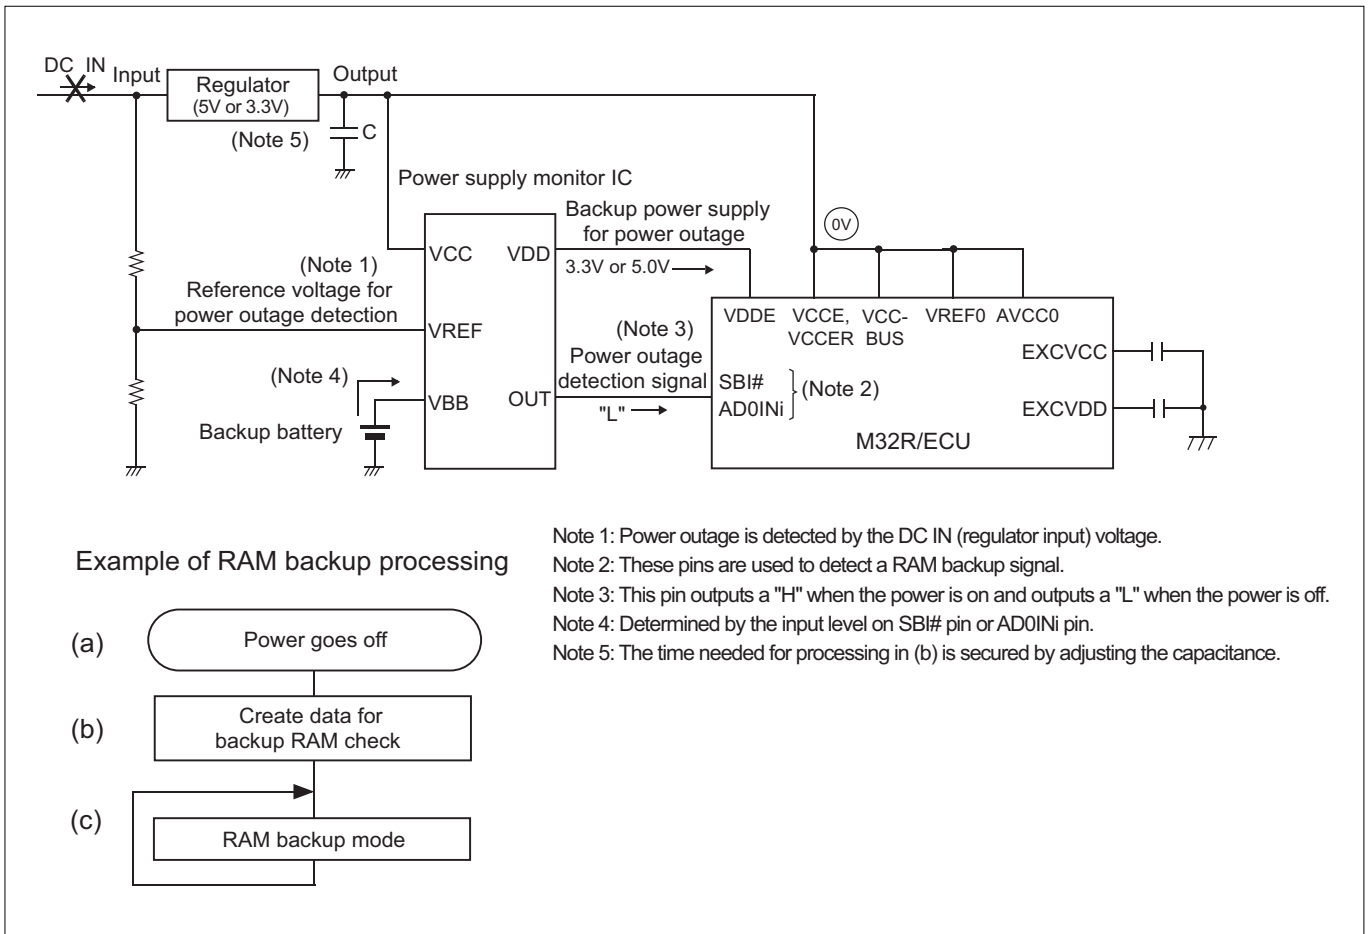 DC IN
Input
Regulator
(5V or 3.3V)
Output
(Note 5)
C
Power supply monitor IC
Backup power supply
for power outage
3.3V or 5.0V
0V
VCC
VDD
(Note 1)
Reference voltage for
power outage detection
VREF
(Note 4)
VBB
Backup battery
OUT
(Note 3)
Power outage
detection signal
"L"
VDDE
VCCE,
VCCER
VCC-
BUS
VREF0
AVCC0
EXCVCC
SBI#
AD0INi
(Note 2)
EXCVDD
M32R/ECU
Note 1: Power outage is detected by the DC IN (regulator input) voltage.
Note 2: These pins are used to detect a RAM backup signal.
Note 3: This pin outputs a "H" when the power is on and outputs a "L" when the power is off.
Note 4: Determined by the input level on SBI# pin or AD0INi pin.
Note 5: The time needed for processing in (b) is secured by adjusting the capacitance.
Example of RAM backup processing
(a)
Power goes off
(b)
Create data for
backup RAM check
(c)
RAM backup mode